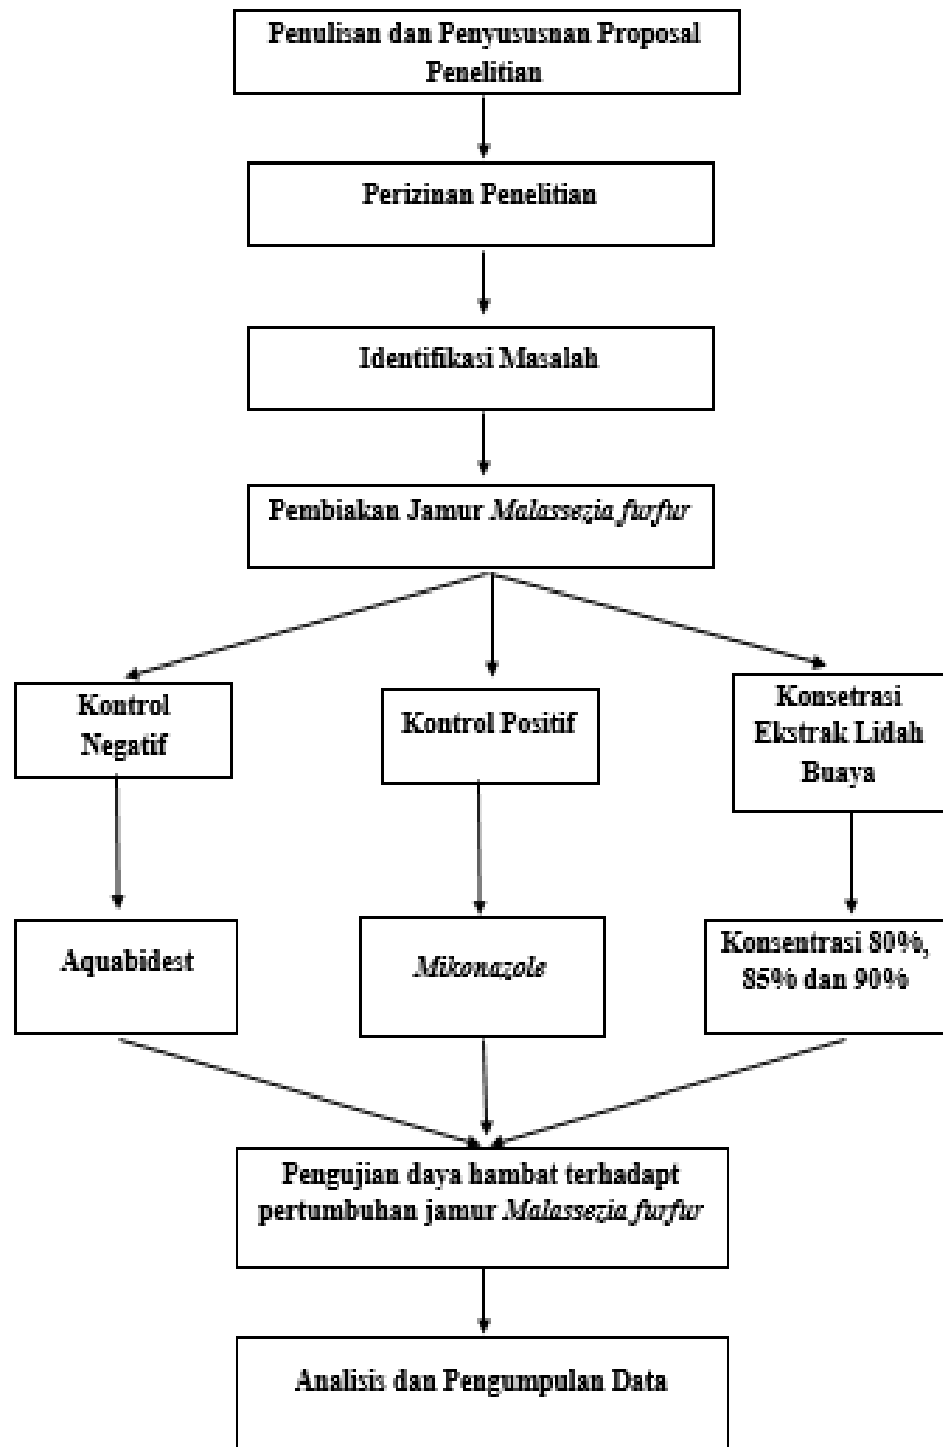 Penulisan dan Penyususnan Proposal
Penelitian
Perizinan Penelitian
Identifikasi Masalah
Pembiakan Jamur Malassezia furfur
Kontrol
Negatif
Kontrol Positif
Konsetrasi
Ekstrak Lidah
Buaya
Aquabidest
Mikonazole
Konsentrasi 80%,
85% dan 90%
Pengujian daya hambat terhadapt
pertumbuhan jamur Malassezia furfur
Analisis dan Pengumpulan Data